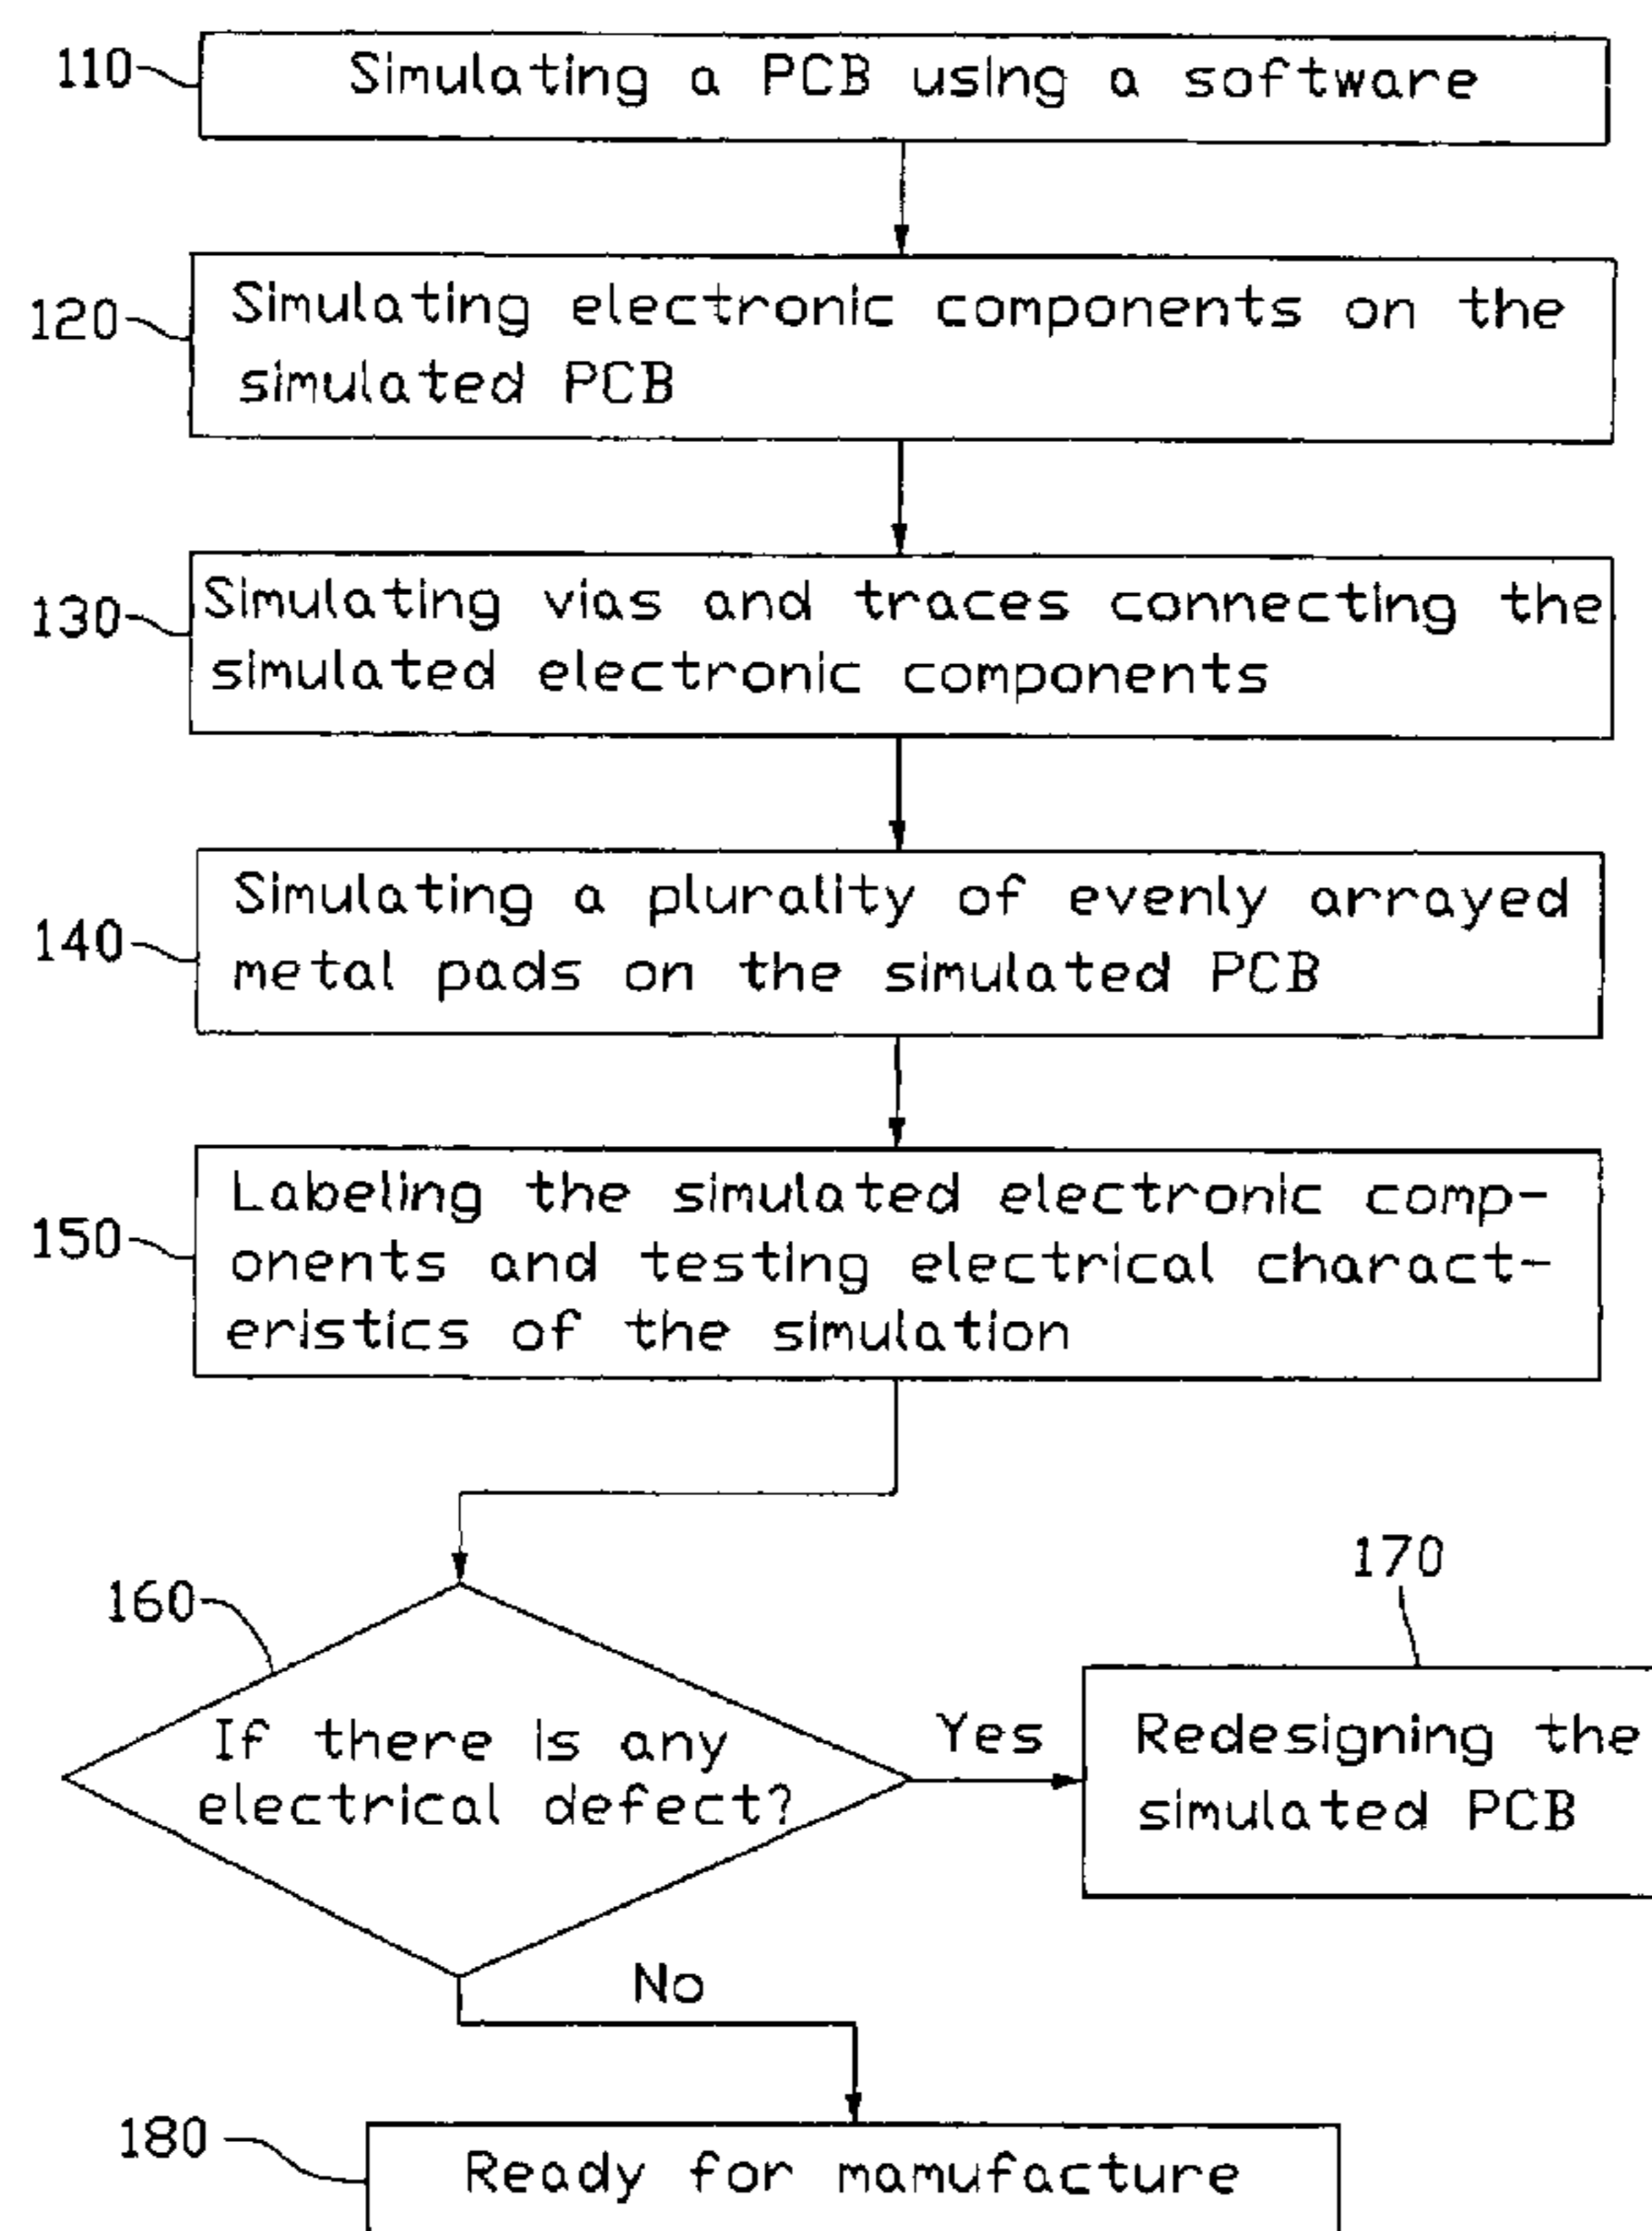 110
Simulating a PCB using a software
120
Simulating electronic components on the
simulated PCB
130
Simulating vias and traces connecting the
simulated electronic components
140
Simulating a plurality of evenly arrayed
metal pads on the simulated PCB
150
Labeling the simulated electronic comp-
onents and testing electrical charact-
eristics of the simulation
160
If there is any
electrical defect?
Yes
170
Redesigning the
simulated PCB
No
180
Ready for mamufacture